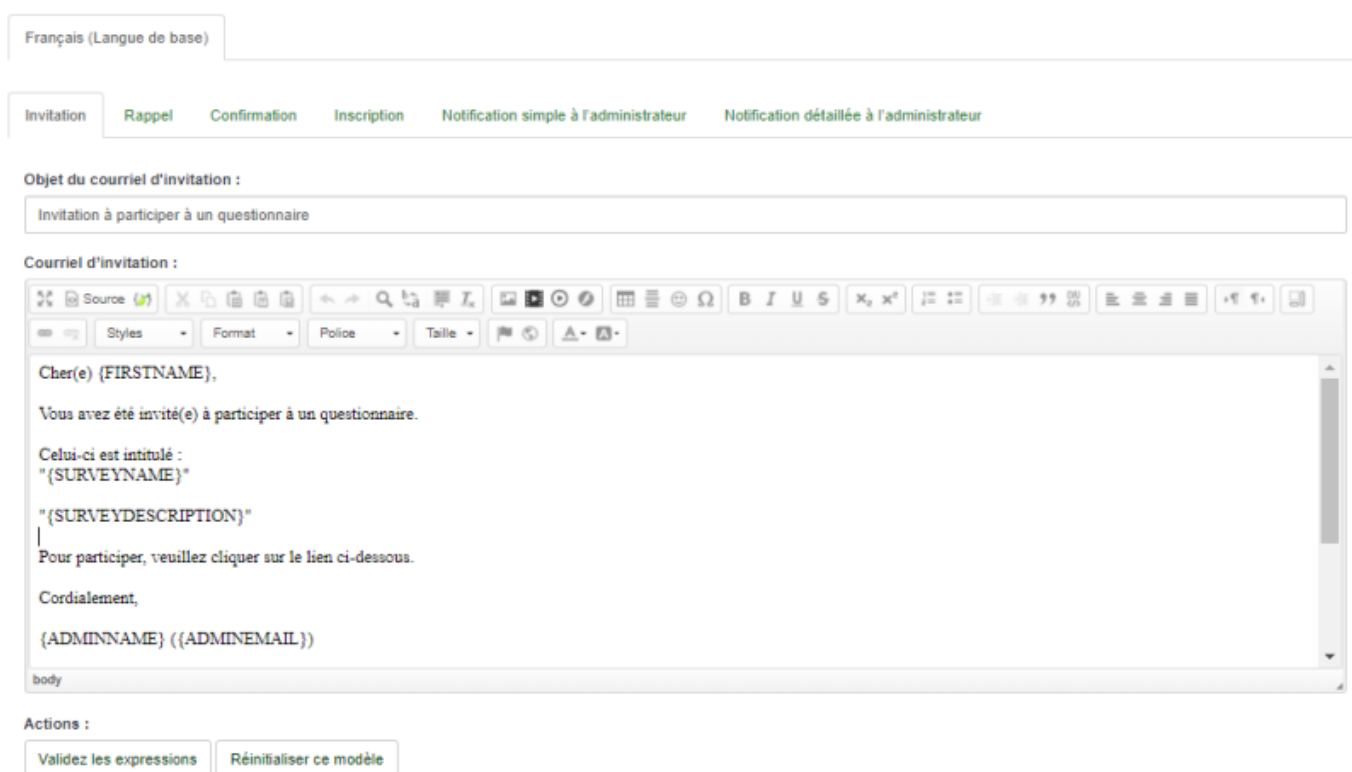 Français (Langue de base)
Invitation Rappel Confirmation Inscription Notification simple à l'administrateur Notification détaillée à l'administrateur
Objet du courriel d'invitation :
Invitation à participer à un questionnaire
Courriel d'invitation :
Source
B I U S
Styles Format Police Taille
Cher(e) {FIRSTNAME},
Vous avez été invité(e) à participer à un questionnaire.
Celui-ci est intitulé :
"{SURVEYNAME}"
"{SURVEYDESCRIPTION}"
Pour participer, veuillez cliquer sur le lien ci-dessous.
Cordialement,
{ADMINNAME} ({ADMINEMAIL})
body
Actions :
Validez les expressions Réinitialiser ce modèle